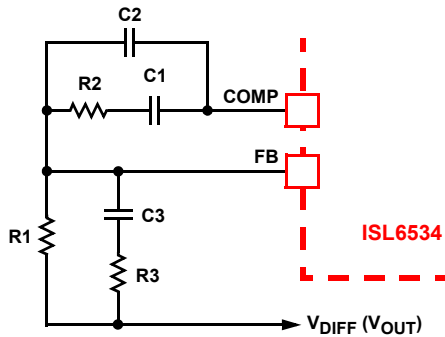 C2
R2
C1
COMP
FB
C3
R1
ISL6534
R3
VDIFF (VOUT)